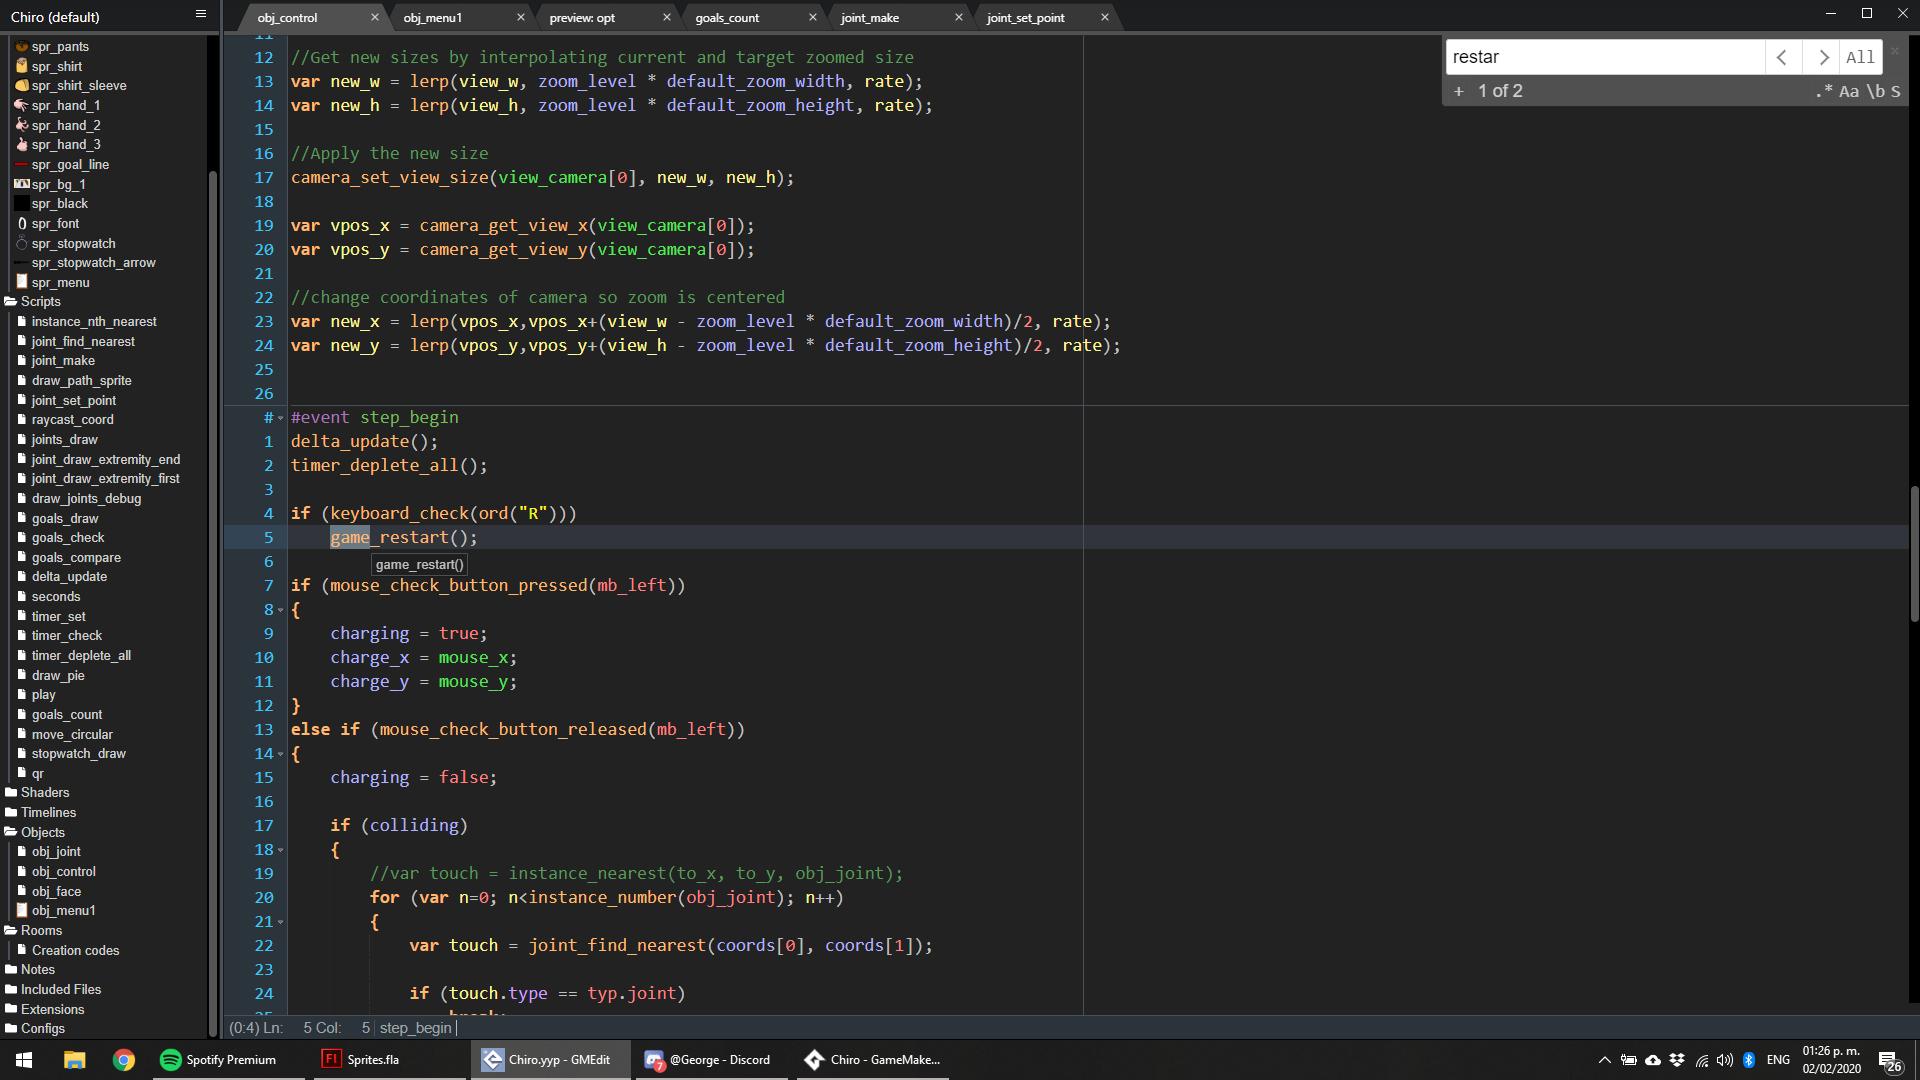 Chiro (default)
obj_control
obj_menu1
preview: opt
goals_count
joint_make
joint_set_point
spr_pants
spr_shirt
spr_shirt_sleeve
spr_hand_1
spr_hand_2
spr_hand_3
spr_goal_line
spr_bg_1
spr_black
spr_font
spr_stopwatch
spr_stopwatch_arrow
spr_menu
Scripts
instance_nth_nearest
joint_find_nearest
joint_make
draw_path_sprite
joint_set_point
raycast_coord
joints_draw
joint_draw_extremity_end
joint_draw_extremity_first
draw_joints_debug
goals_draw
goals_check
goals_compare
delta_update
seconds
timer_set
timer_check
timer_deplete_all
draw_pie
play
goals_count
move_circular
stopwatch_draw
qr
Shaders
Timelines
Objects
obj_joint
obj_control
obj_face
obj_menu1
Rooms
Creation codes
Notes
Included Files
Extensions
Configs
11
12 //Get new sizes by interpolating current and target zoomed size
13 var new_w = lerp(view_w, zoom_level * default_zoom_width, rate);
14 var new_h = lerp(view_h, zoom_level * default_zoom_height, rate);
15
16 //Apply the new size
17 camera_set_view_size(view_camera[0], new_w, new_h);
18
19 var vpos_x = camera_get_view_x(view_camera[0]);
20 var vpos_y = camera_get_view_y(view_camera[0]);
21
22 //change coordinates of camera so zoom is centered
23 var new_x = lerp(vpos_x,vpos_x+(view_w - zoom_level * default_zoom_width)/2, rate);
24 var new_y = lerp(vpos_y,vpos_y+(view_h - zoom_level * default_zoom_height)/2, rate);
25
26
# #event step_begin
1 delta_update();
2 timer_deplete_all();
3
4 if (keyboard_check(ord("R")))
5 game_restart();
6
game_restart()
7 if (mouse_check_button_pressed(mb_left))
8 {
9 charging = true;
10 charge_x = mouse_x;
11 charge_y = mouse_y;
12 }
13 else if (mouse_check_button_released(mb_left))
14 {
15 charging = false;
16
17 if (colliding)
18 {
19 //var touch = instance_nearest(to_x, to_y, obj_joint);
20 for (var n=0; n<instance_number(obj_joint); n++)
21 {
22 var touch = joint_find_nearest(coords[0], coords[1]);
23
24 if (touch.type == typ.joint)
25 break;
restar
All
+ 1 of 2
.* Aa \b S
(0:4) Ln: 5 Col: 5 step_begin
Spotify Premium
Fl Sprites.fla
Chiro.yyp - GMEdit
7 @George - Discord
Chiro - GameMake...
ENG
01:26 p. m.
02/02/2020
26